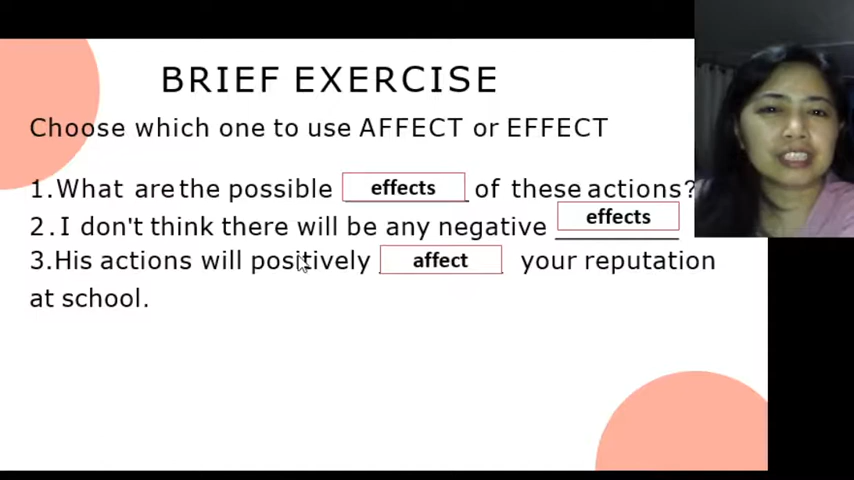 BRIEF EXERCISE
Choose which one to use AFFECT or EFFECT
1.What are the possible effects of these actions?
2.I don't think there will be any negative effects
3.His actions will positively affect your reputation
at school.